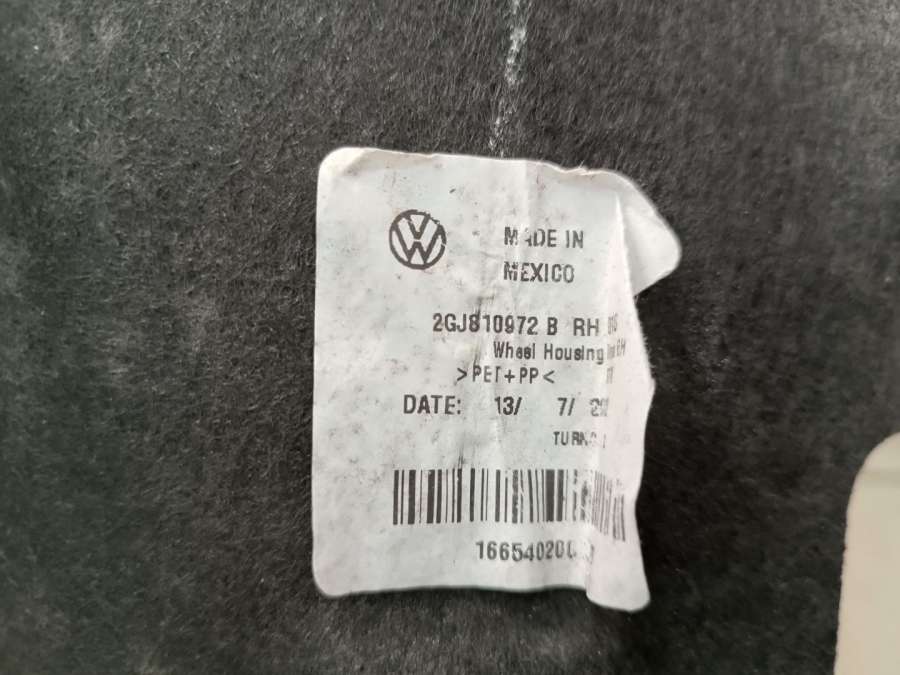 MADE IN
MEXICO
2GJ810972 B RH
Wheel Housing
>PET+PP<
DATE: 13/ 7/